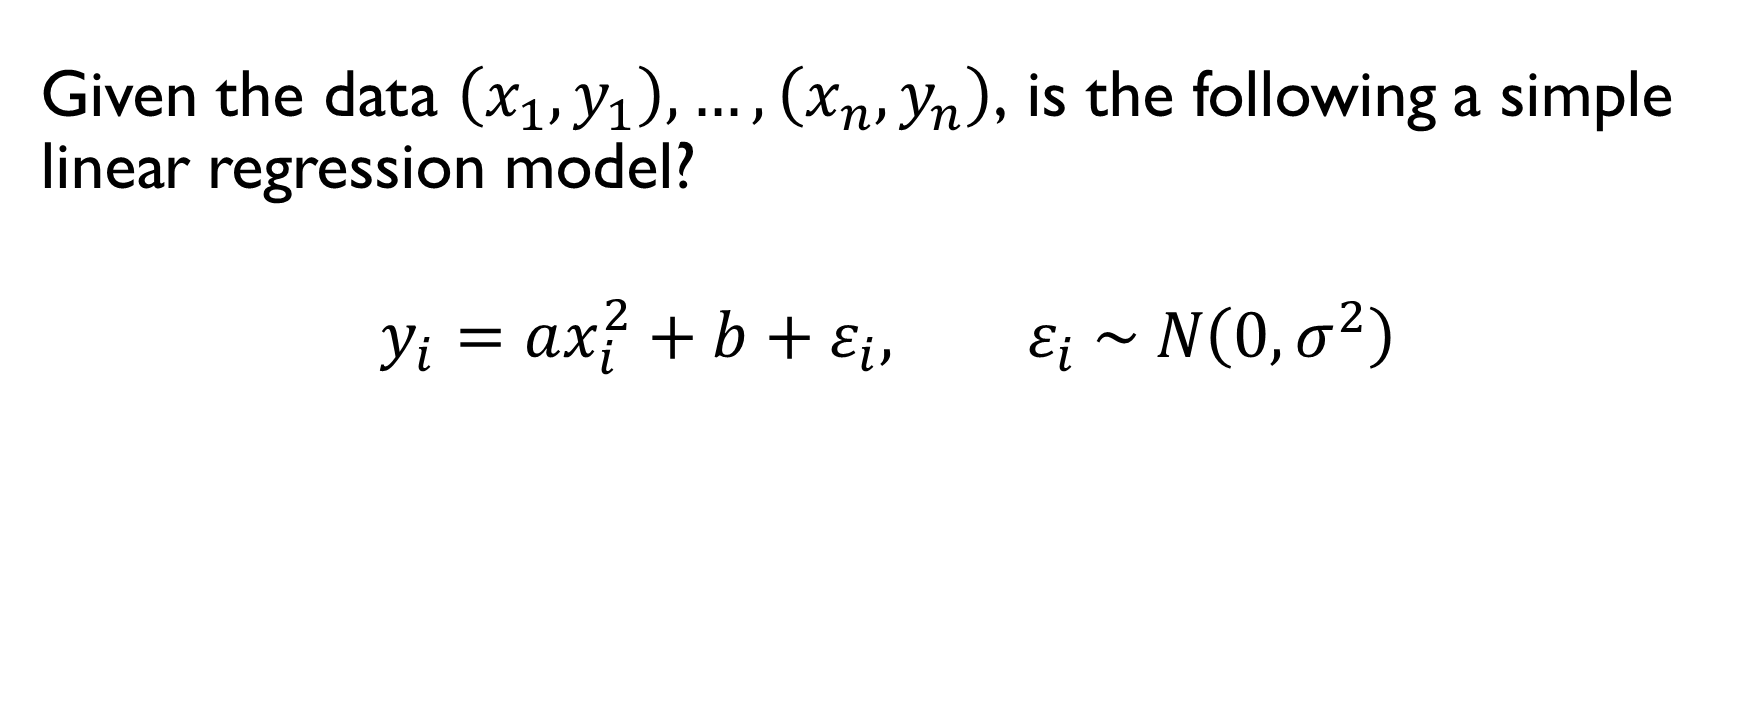 Given the data (x₁, y₁), … , (xₙ, yₙ), is the following a simple
linear regression model?
yᵢ = axᵢ² + b + εᵢ,    εᵢ ~ N(0, σ²)